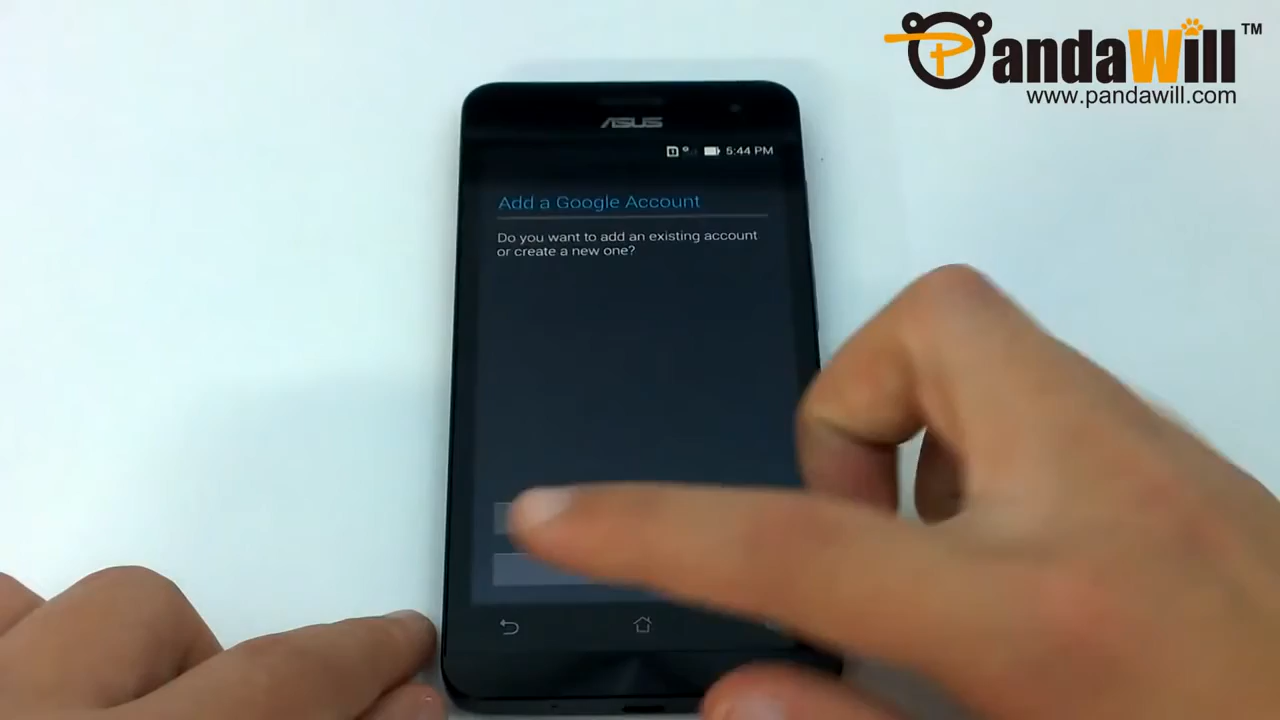 PandaWill™
www.pandawill.com
ASUS
5:44 PM
Add a Google Account
Do you want to add an existing account
or create a new one?